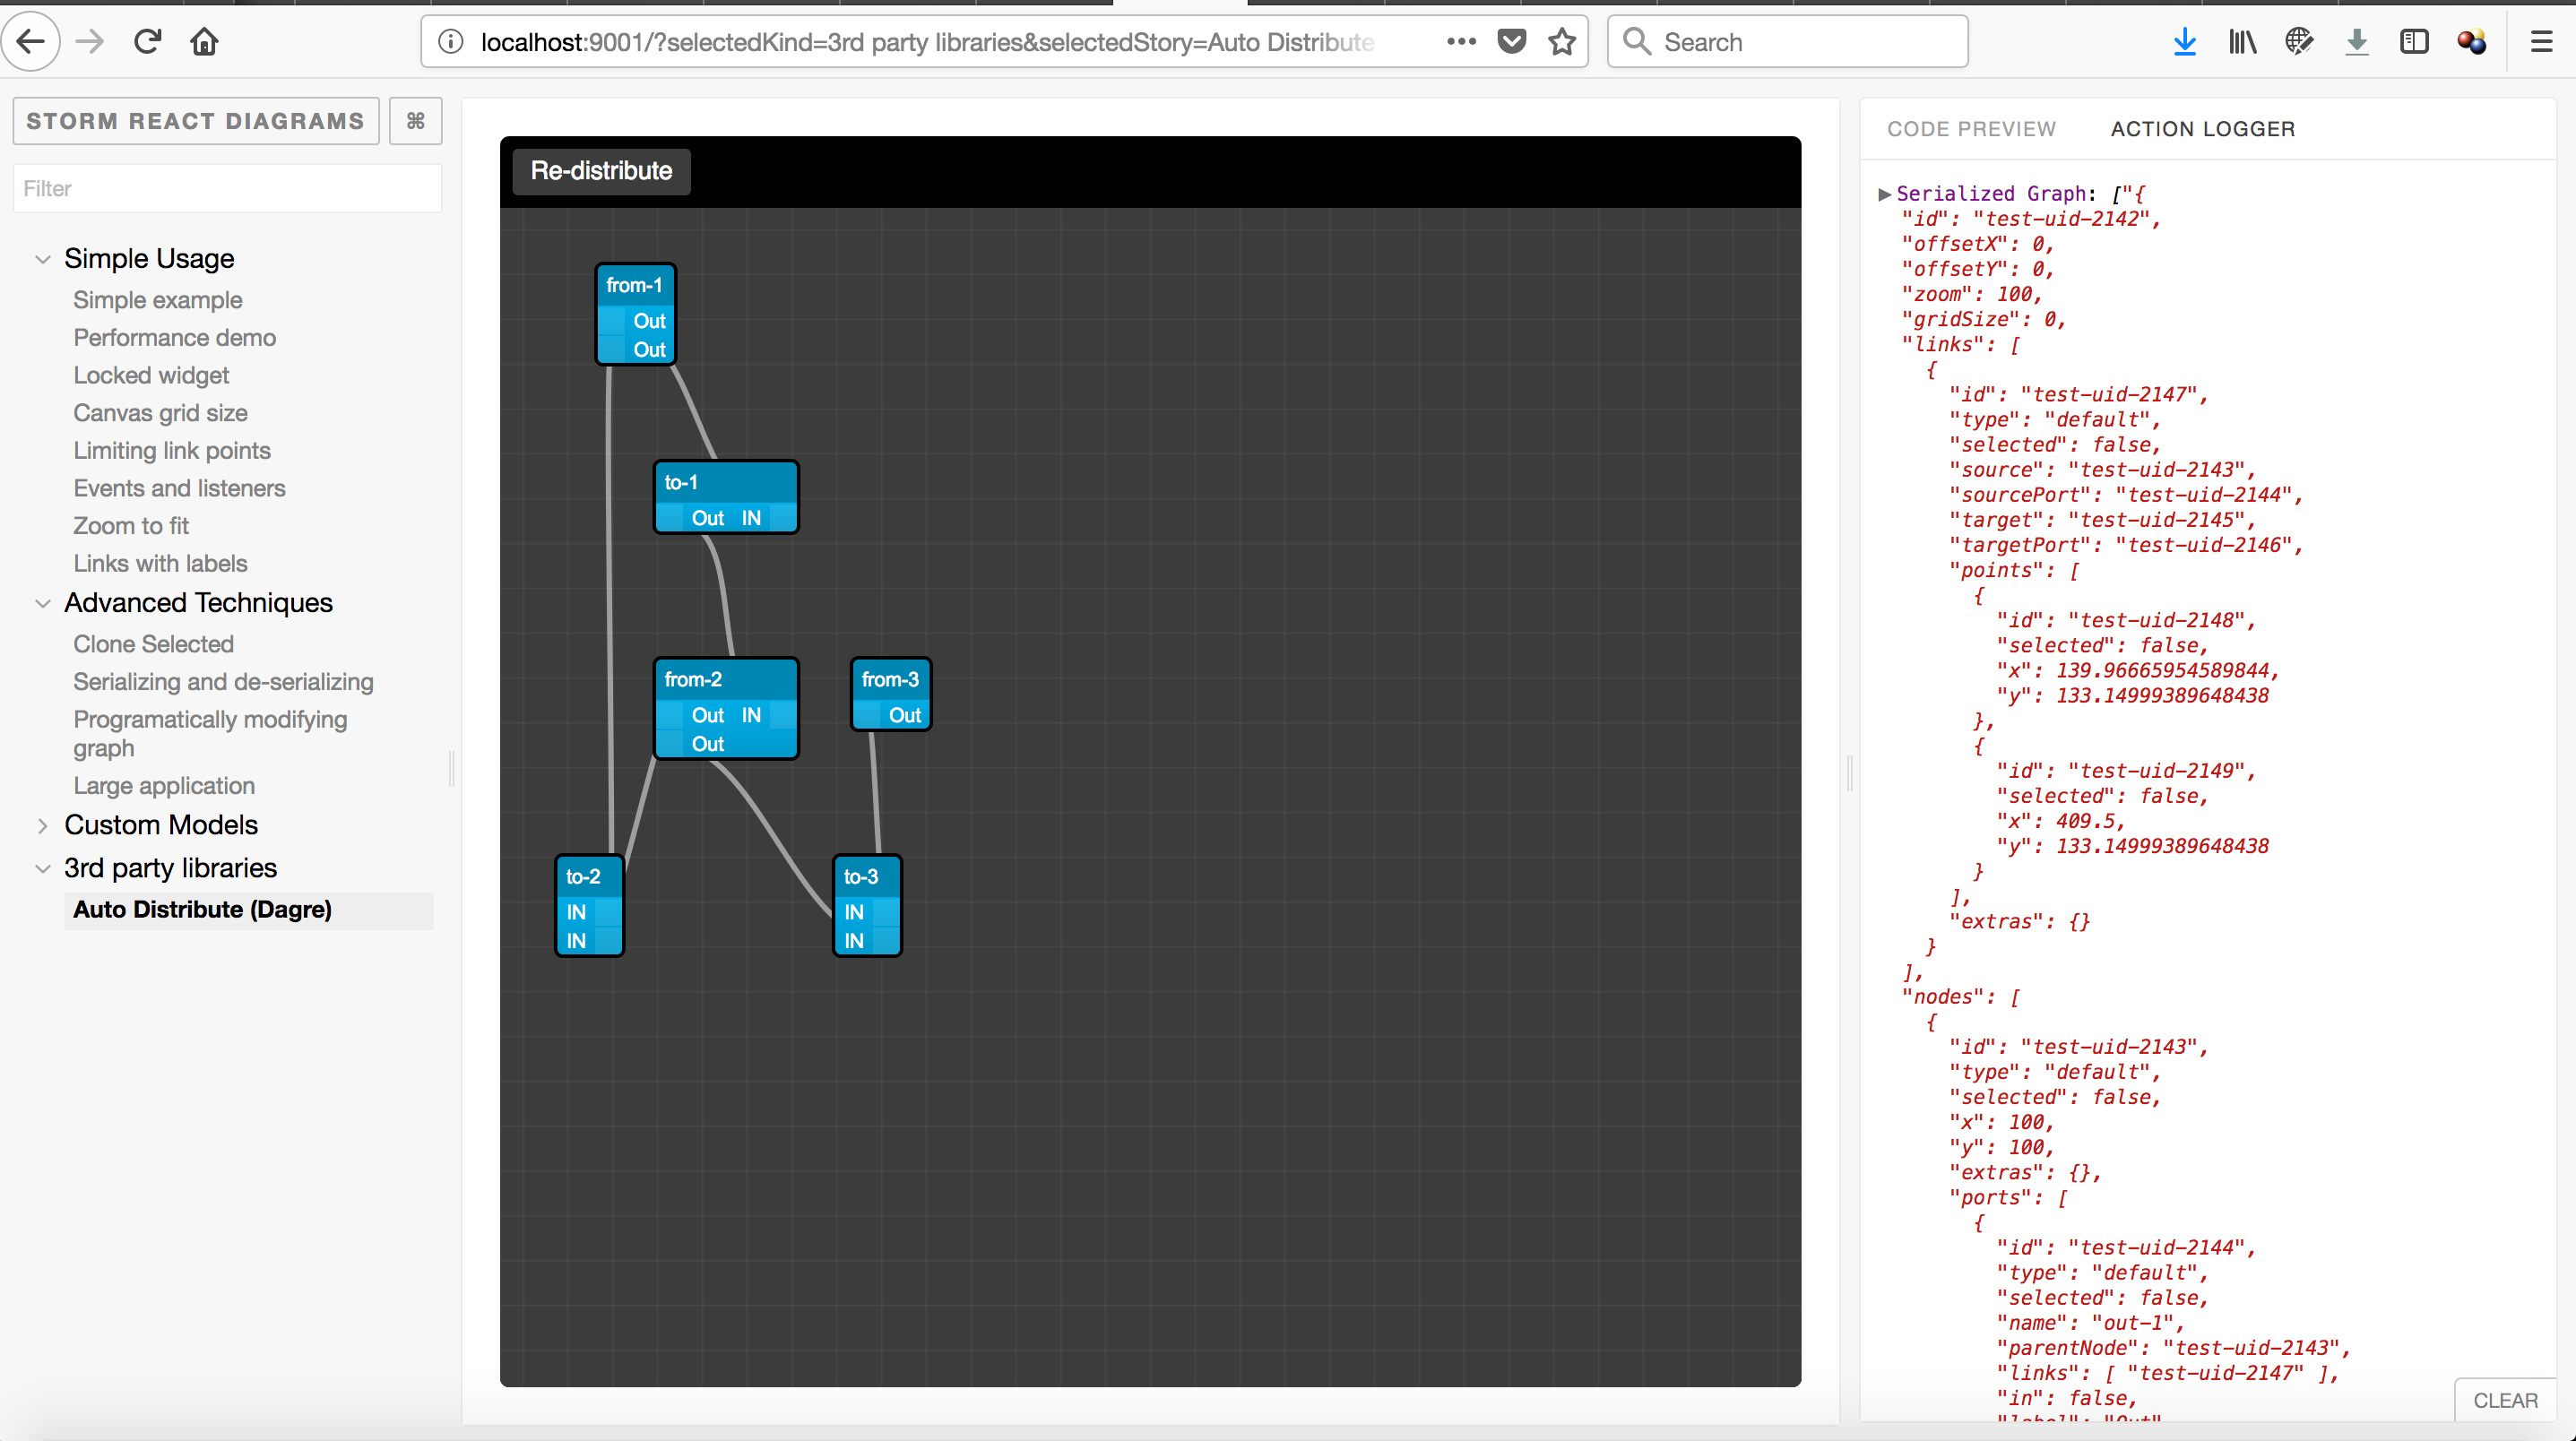 localhost:9001/?selectedKind=3rd party libraries&selectedStory=Auto Distribute
Search
STORM REACT DIAGRAMS
⌘
Filter
Simple Usage
Simple example
Performance demo
Locked widget
Canvas grid size
Limiting link points
Events and listeners
Zoom to fit
Links with labels
Advanced Techniques
Clone Selected
Serializing and de-serializing
Programatically modifying
graph
Large application
Custom Models
3rd party libraries
Auto Distribute (Dagre)
Re-distribute
from-1
Out
Out
to-1
Out IN
from-2
Out IN
Out
from-3
Out
to-2
IN
IN
to-3
IN
IN
CODE PREVIEW
ACTION LOGGER
▶Serialized Graph: ["{
"id": "test-uid-2142",
"offsetX": 0,
"offsetY": 0,
"zoom": 100,
"gridSize": 0,
"links": [
{
"id": "test-uid-2147",
"type": "default",
"selected": false,
"source": "test-uid-2143",
"sourcePort": "test-uid-2144",
"target": "test-uid-2145",
"targetPort": "test-uid-2146",
"points": [
{
"id": "test-uid-2148",
"selected": false,
"x": 139.96665954589844,
"y": 133.14999389648438
},
{
"id": "test-uid-2149",
"selected": false,
"x": 409.5,
"y": 133.14999389648438
}
],
"extras": {}
}
],
"nodes": [
{
"id": "test-uid-2143",
"type": "default",
"selected": false,
"x": 100,
"y": 100,
"extras": {},
"ports": [
{
"id": "test-uid-2144",
"type": "default",
"selected": false,
"name": "out-1",
"parentNode": "test-uid-2143",
"links": [ "test-uid-2147" ],
"in": false,
"label": "Out"
CLEAR